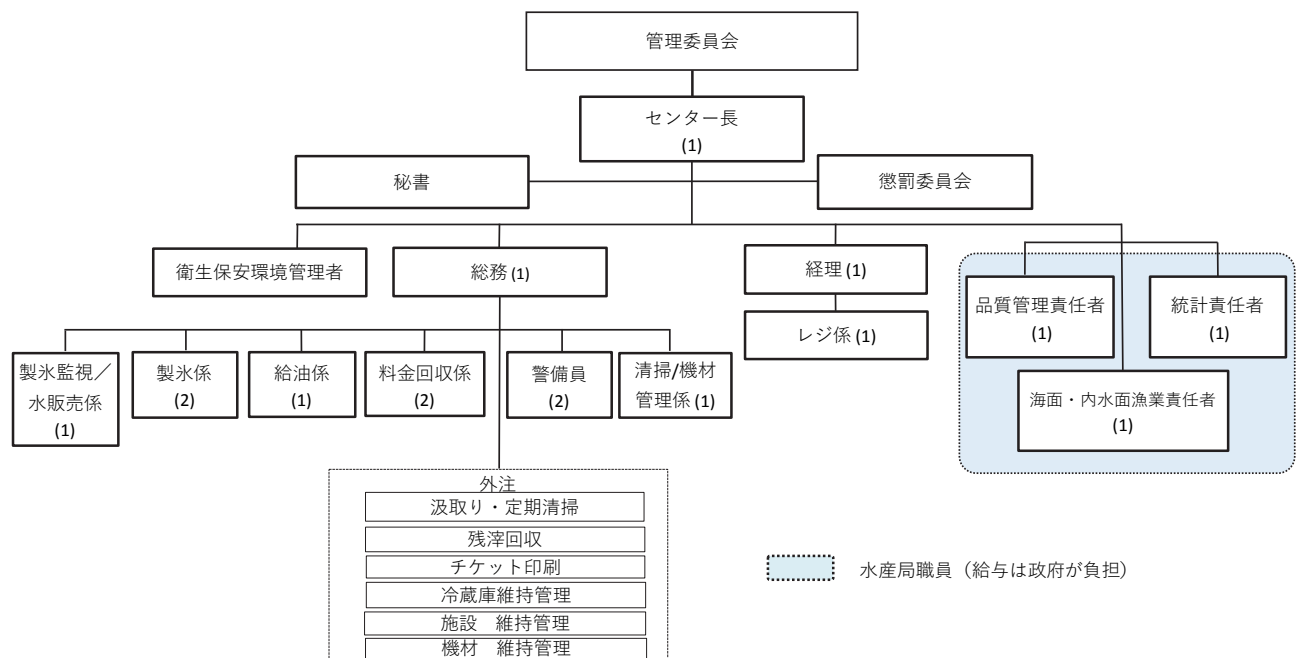 管理委員会
センター長
(1)
秘書
懲罰委員会
衛生保安環境管理者
総務(1)
経理(1)
レジ係(1)
品質管理責任者
(1)
統計責任者
(1)
海面・内水面漁業責任者
(1)
製氷監視／
水販売係
(1)
製氷係
(2)
給油係
(1)
料金回収係
(2)
警備員
(2)
清掃/機材
管理係(1)
外注
汲取り・定期清掃
残滓回収
チケット印刷
冷蔵庫維持管理
施設　維持管理
機材　維持管理
水産局職員（給与は政府が負担）